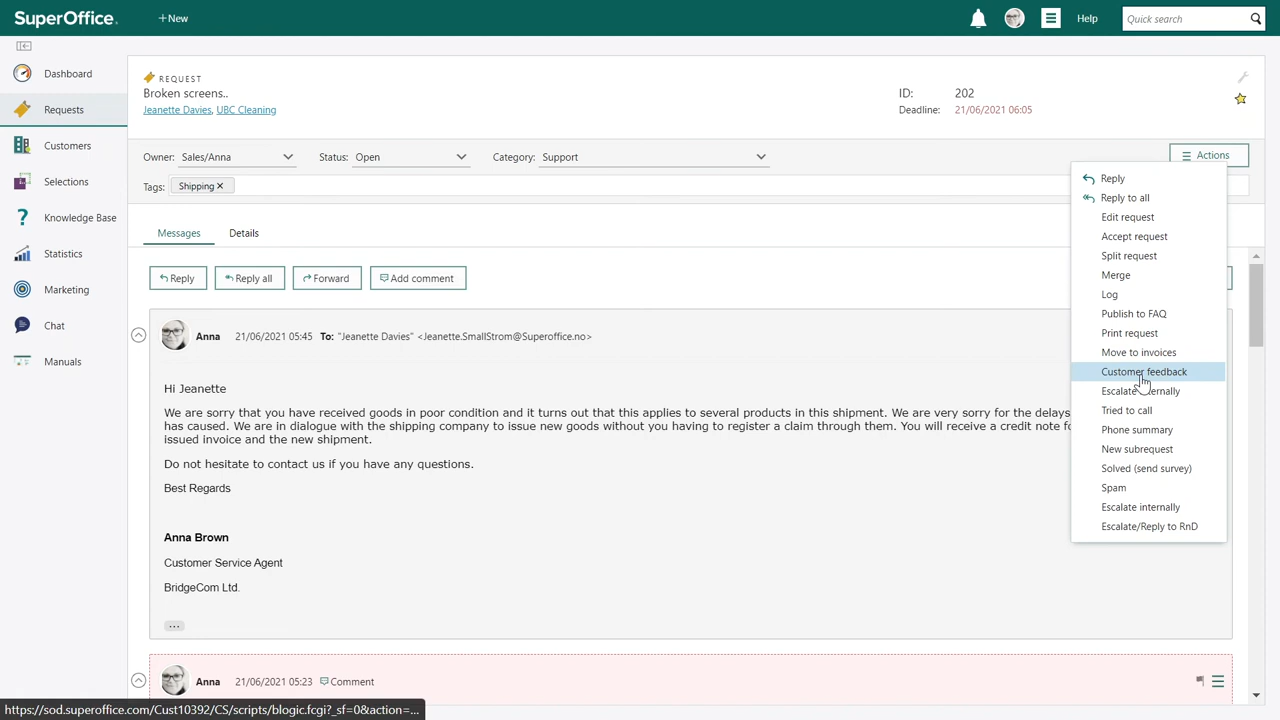 SuperOffice.
+ New
Help
Quick search
Dashboard
Requests
Customers
Selections
Knowledge Base
Statistics
Marketing
Chat
Manuals
REQUEST
Broken screens..
Jeanette Davies, UBC Cleaning
ID: 202
Deadline: 21/06/2021 06:05
Owner: Sales/Anna
Status: Open
Category: Support
Tags: Shipping ×
Actions
Reply
Reply to all
Edit request
Accept request
Split request
Merge
Log
Publish to FAQ
Print request
Move to invoices
Customer feedback
Escalate internally
Tried to call
Phone summary
New subrequest
Solved (send survey)
Spam
Escalate internally
Escalate/Reply to RnD
Messages
Details
Reply
Reply all
Forward
Add comment
Anna 21/06/2021 05:45 To: "Jeanette Davies" <Jeanette.SmallStrom@Superoffice.no>
Hi Jeanette
We are sorry that you have received goods in poor condition and it turns out that this applies to several products in this shipment. We are very sorry for the delays
has caused. We are in dialogue with the shipping company to issue new goods without you having to register a claim through them. You will receive a credit note fo
issued invoice and the new shipment.
Do not hesitate to contact us if you have any questions.
Best Regards
Anna Brown
Customer Service Agent
BridgeCom Ltd.
...
Anna 21/06/2021 05:23 Comment
https://sod.superoffice.com/Cust10392/CS/scripts/blogic.fcgi?_sf=0&action=...